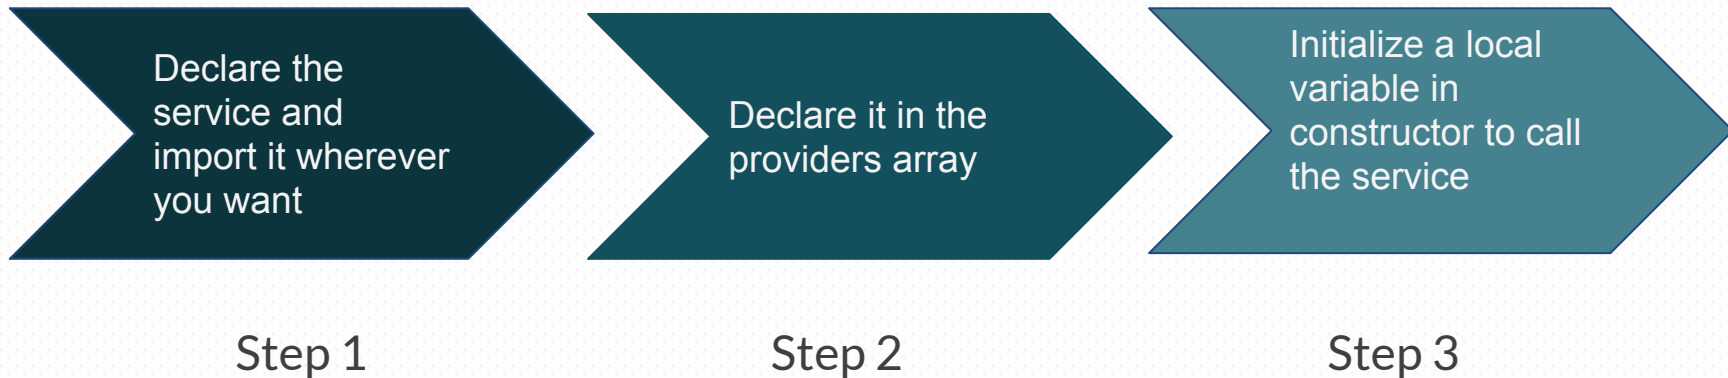 Declare the
service and
import it wherever
you want
Declare it in the
providers array
Initialize a local
variable in
constructor to call
the service
Step 1
Step 2
Step 3